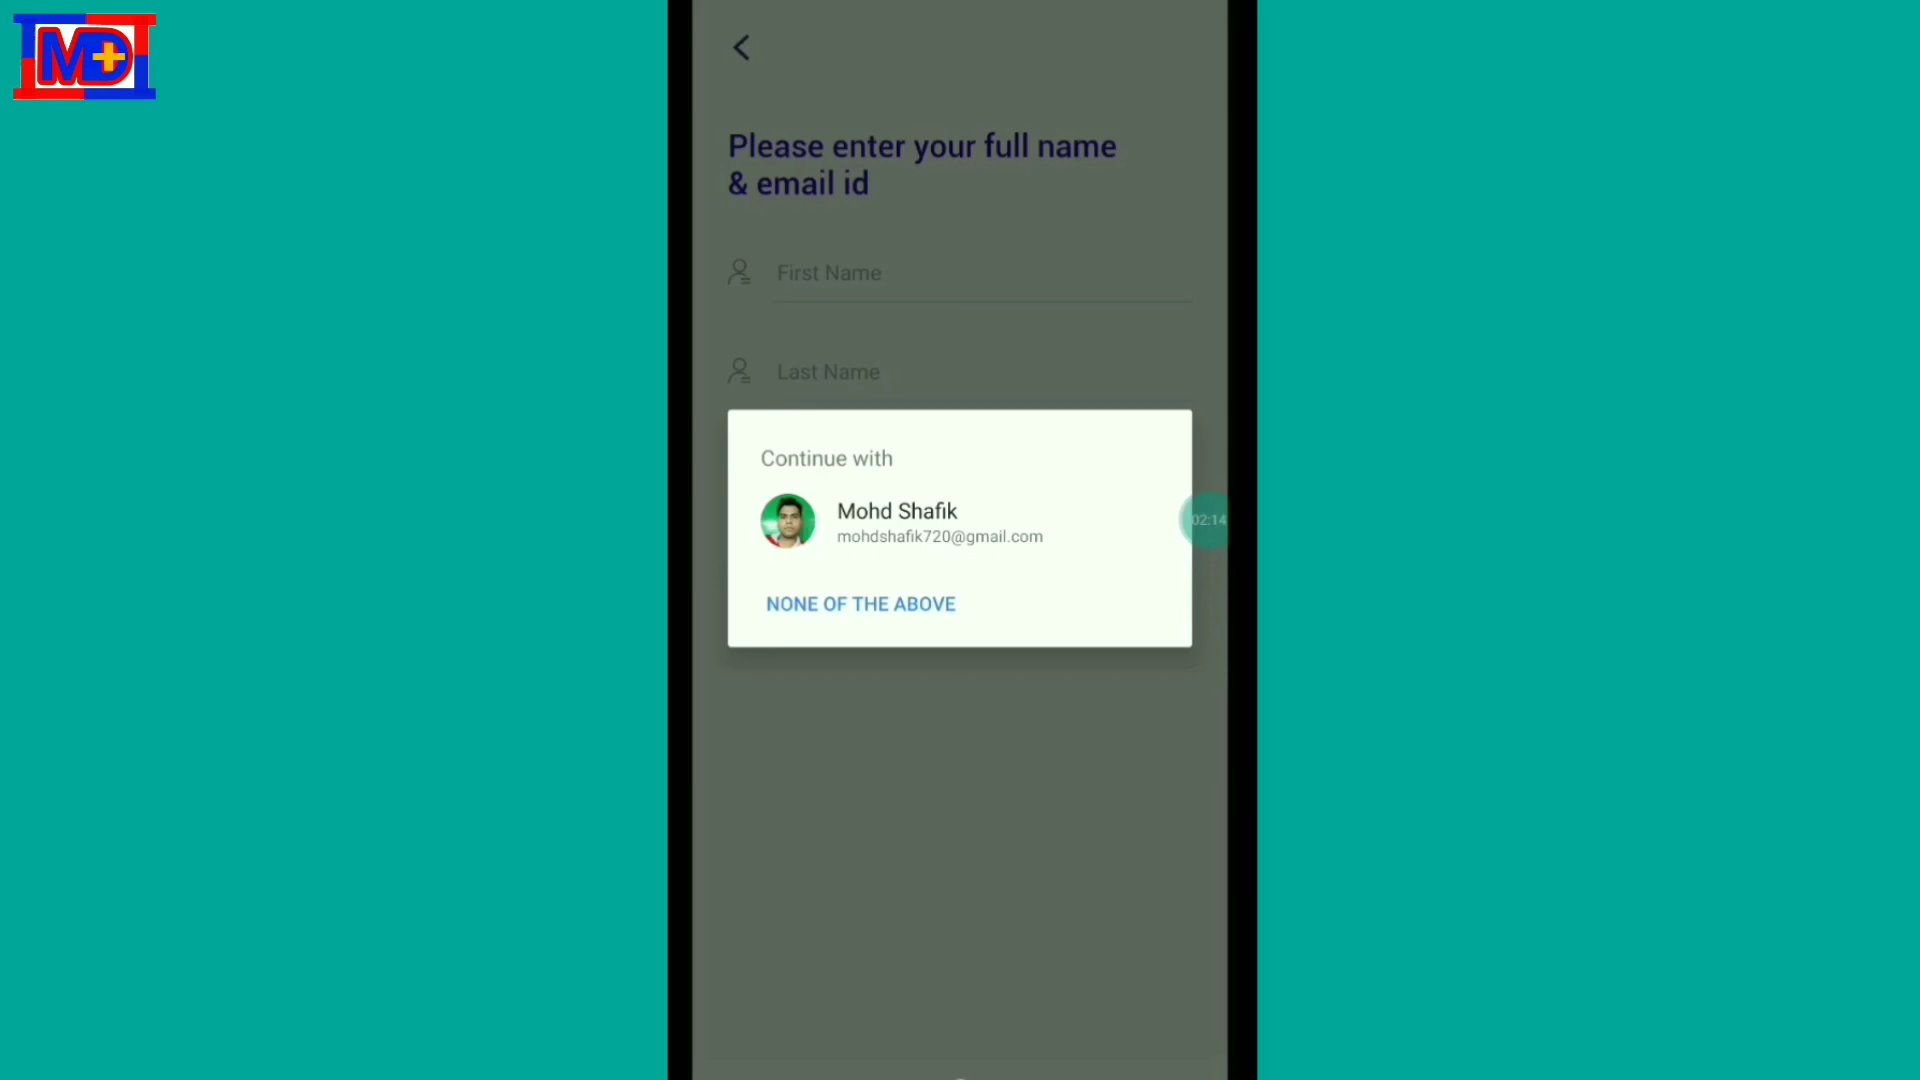 MD+
Please enter your full name
& email id
First Name
Last Name
Continue with
Mohd Shafik
mohdshafik720@gmail.com
02:14
NONE OF THE ABOVE